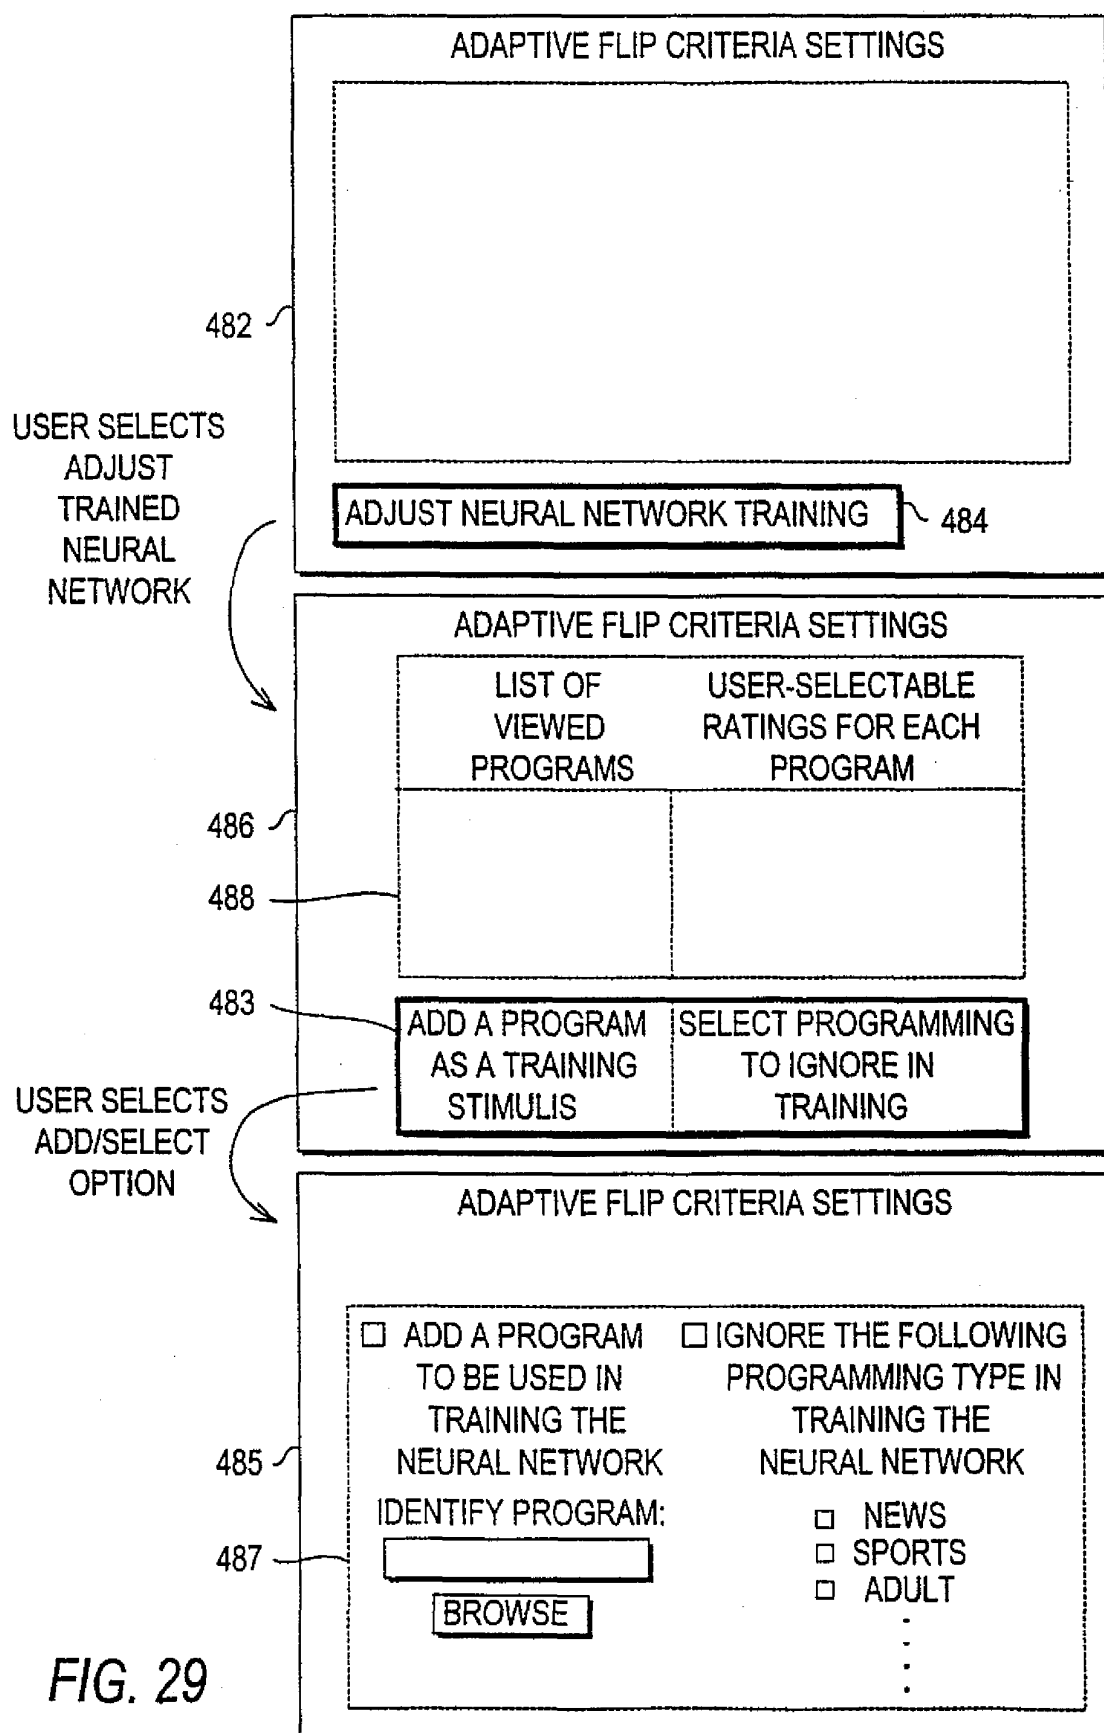 ADAPTIVE FLIP CRITERIA SETTINGS
482
USER SELECTS
ADJUST
TRAINED
NEURAL
NETWORK
ADJUST NEURAL NETWORK TRAINING
484
ADAPTIVE FLIP CRITERIA SETTINGS
LIST OF
VIEWED
PROGRAMS
USER-SELECTABLE
RATINGS FOR EACH
PROGRAM
486
488
483
ADD A PROGRAM
AS A TRAINING
STIMULIS
SELECT PROGRAMMING
TO IGNORE IN
TRAINING
USER SELECTS
ADD/SELECT
OPTION
ADAPTIVE FLIP CRITERIA SETTINGS
ADD A PROGRAM
TO BE USED IN
TRAINING THE
NEURAL NETWORK
IDENTIFY PROGRAM:
BROWSE
IGNORE THE FOLLOWING
PROGRAMMING TYPE IN
TRAINING THE
NEURAL NETWORK
NEWS
SPORTS
ADULT
485
487
FIG. 29